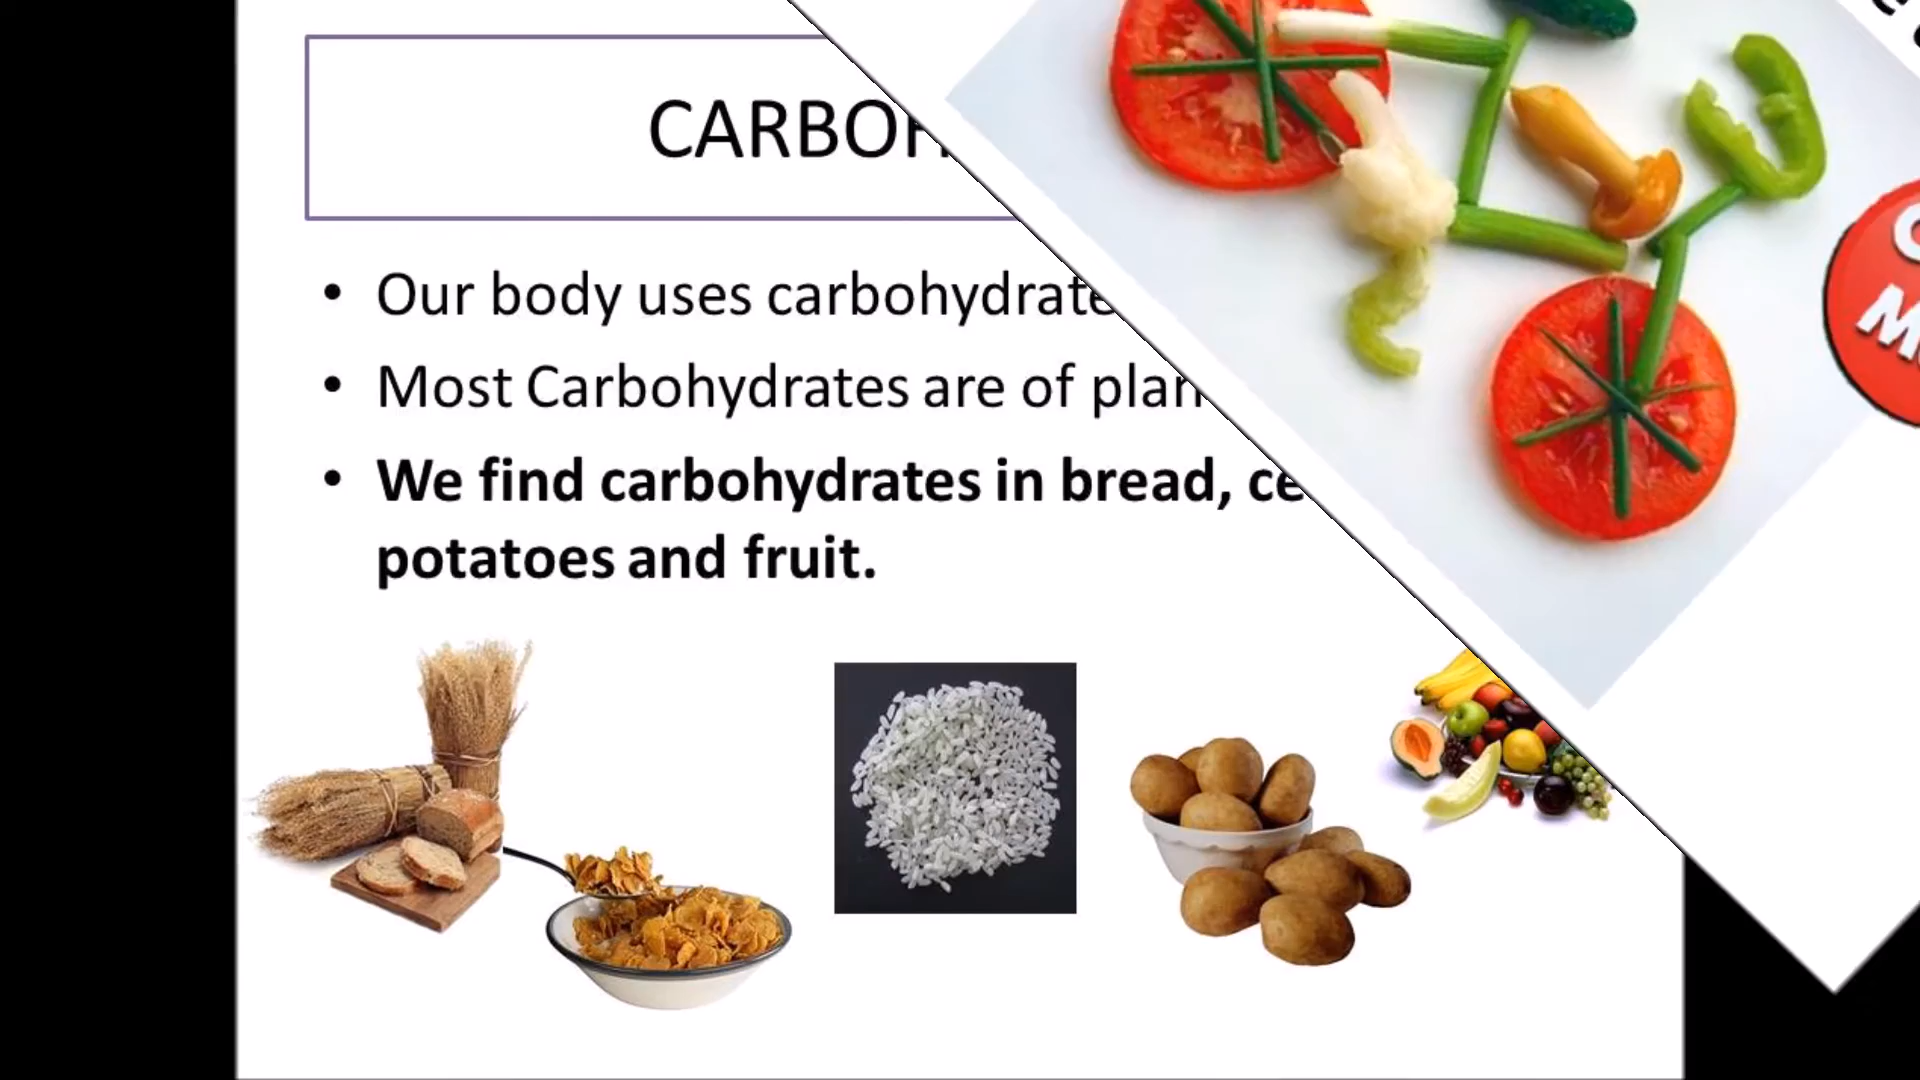 CARBOH
• Our body uses carbohydrate
• Most Carbohydrates are of plan
• We find carbohydrates in bread, ce
potatoes and fruit.